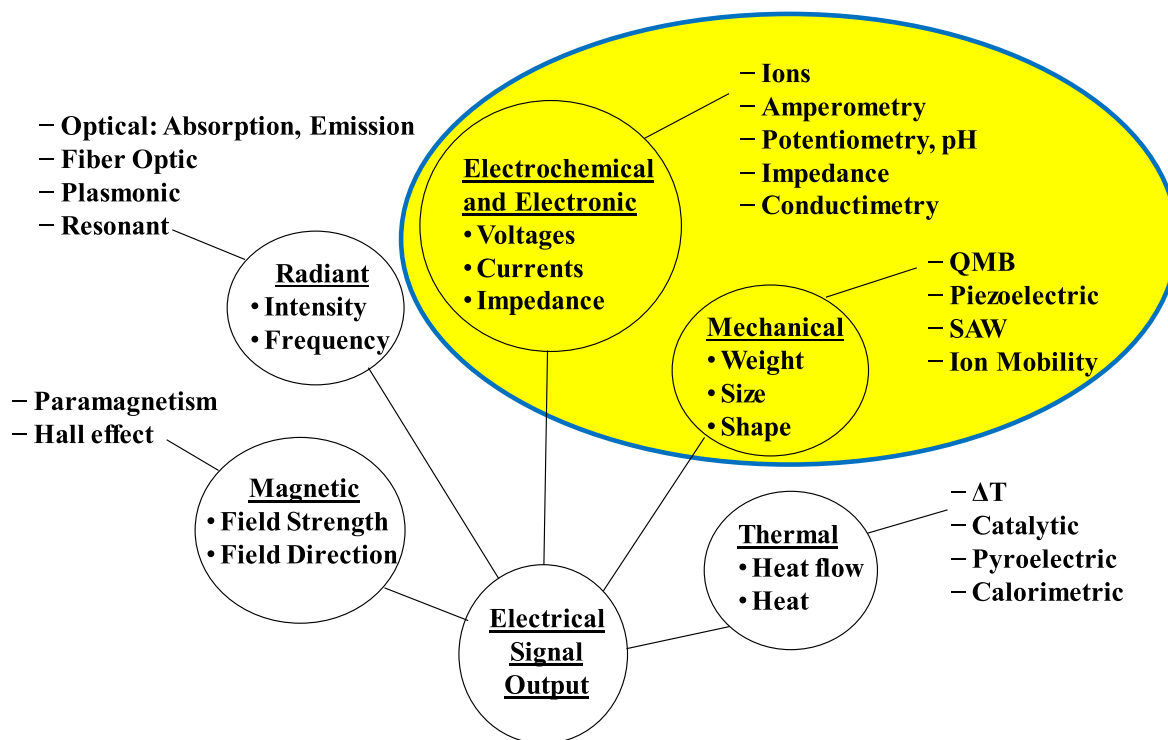 – Optical: Absorption, Emission
– Fiber Optic
– Plasmonic
– Resonant
Radiant
• Intensity
• Frequency
– Ions
– Amperometry
– Potentiometry, pH
– Impedance
– Conductimetry
Electrochemical
and Electronic
• Voltages
• Currents
• Impedance
– QMB
– Piezoelectric
– SAW
– Ion Mobility
Mechanical
• Weight
• Size
• Shape
– Paramagnetism
– Hall effect
Magnetic
• Field Strength
• Field Direction
– ΔT
– Catalytic
– Pyroelectric
– Calorimetric
Thermal
• Heat flow
• Heat
Electrical
Signal
Output